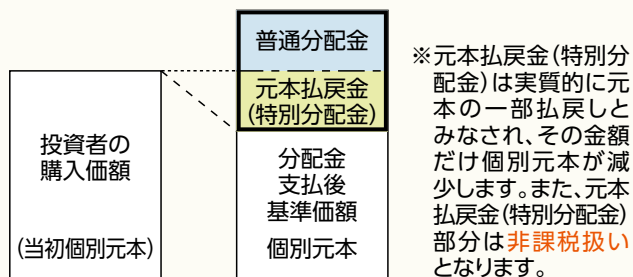 投資者の
購入価額
(当初個別元本)
普通分配金
元本払戻金
(特別分配金)
分配金
支払後
基準価額
個別元本
※元本払戻金(特別分
配金)は実質的に元
本の一部払戻しと
みなされ、その金額
だけ個別元本が減
少します。また、元本
払戻金(特別分配金)
部分は非課税扱い
となります。